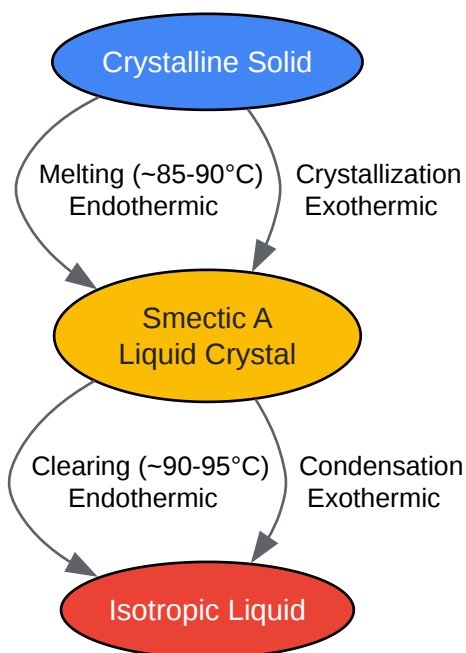 Crystalline Solid
Melting (~85-90°C)
Endothermic
Crystallization
Exothermic
Smectic A
Liquid Crystal
Clearing (~90-95°C)
Endothermic
Condensation
Exothermic
Isotropic Liquid